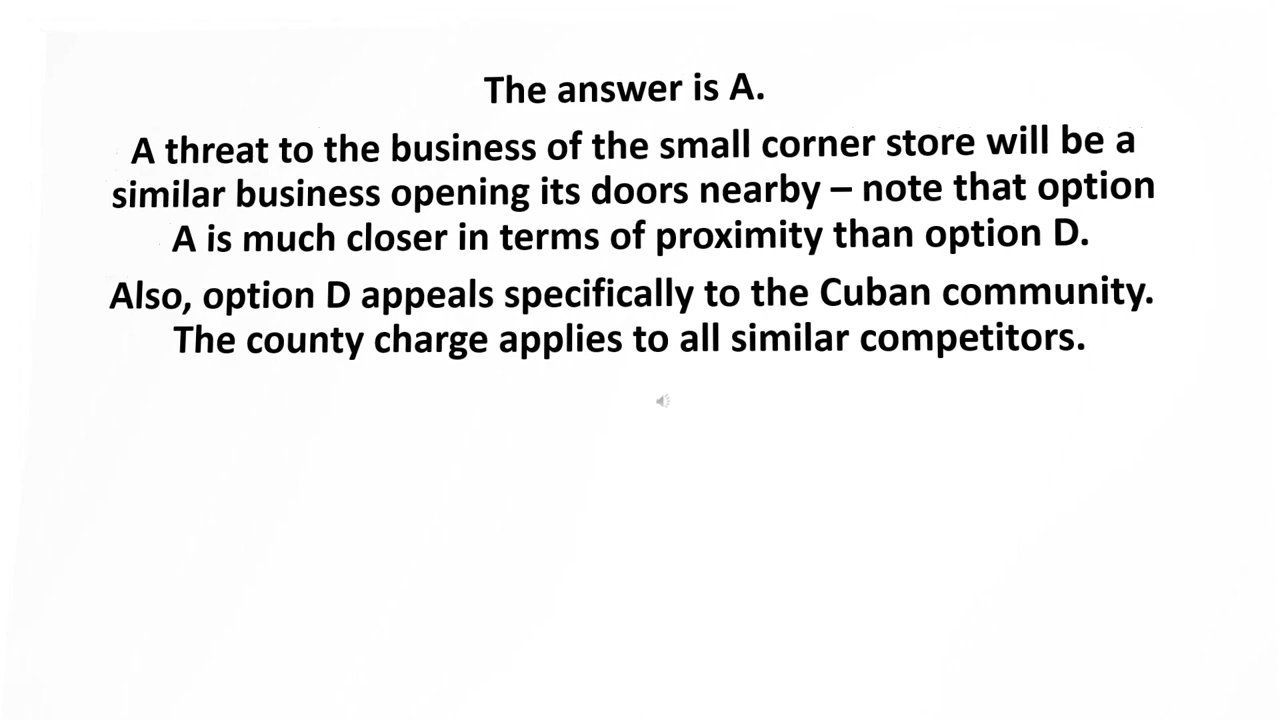 The answer is A.
A threat to the business of the small corner store will be a
similar business opening its doors nearby – note that option
A is much closer in terms of proximity than option D.
Also, option D appeals specifically to the Cuban community.
The county charge applies to all similar competitors.